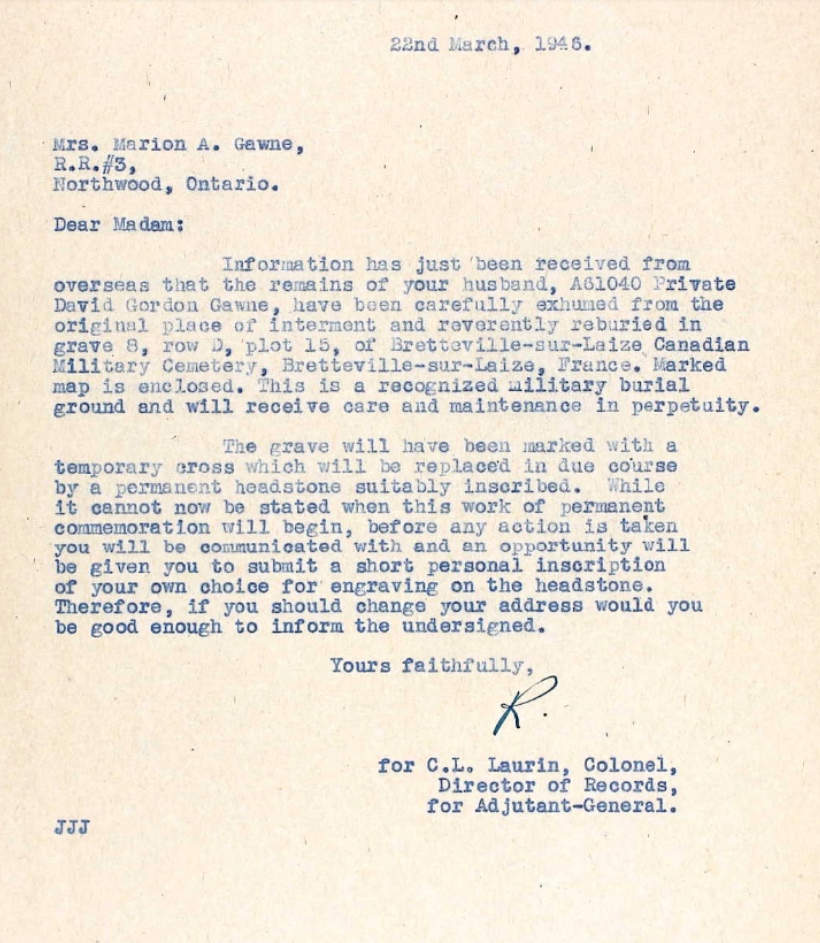 22nd March, 1946.
Mrs. Marion A. Gawne,
R.R.#3,
Northwood, Ontario.
Dear Madam:
Information has just been received from
overseas that the remains of your husband, A61040 Private
David Gordon Gawne, have been carefully exhumed from the
original place of interment and reverently reburied in
grave 8, row D, plot 15, of Bretteville-sur-Laize Canadian
Military Cemetery, Bretteville-sur-Laize, France. Marked
map is enclosed. This is a recognized military burial
ground and will receive care and maintenance in perpetuity.
The grave will have been marked with a
temporary cross which will be replaced in due course
by a permanent headstone suitably inscribed. While
it cannot now be stated when this work of permanent
commemoration will begin, before any action is taken
you will be communicated with and an opportunity will
be given you to submit a short personal inscription
of your own choice for engraving on the headstone.
Therefore, if you should change your address would you
be good enough to inform the undersigned.
Yours faithfully,
R.
for C.L. Laurin, Colonel,
Director of Records,
for Adjutant-General.
JJJ